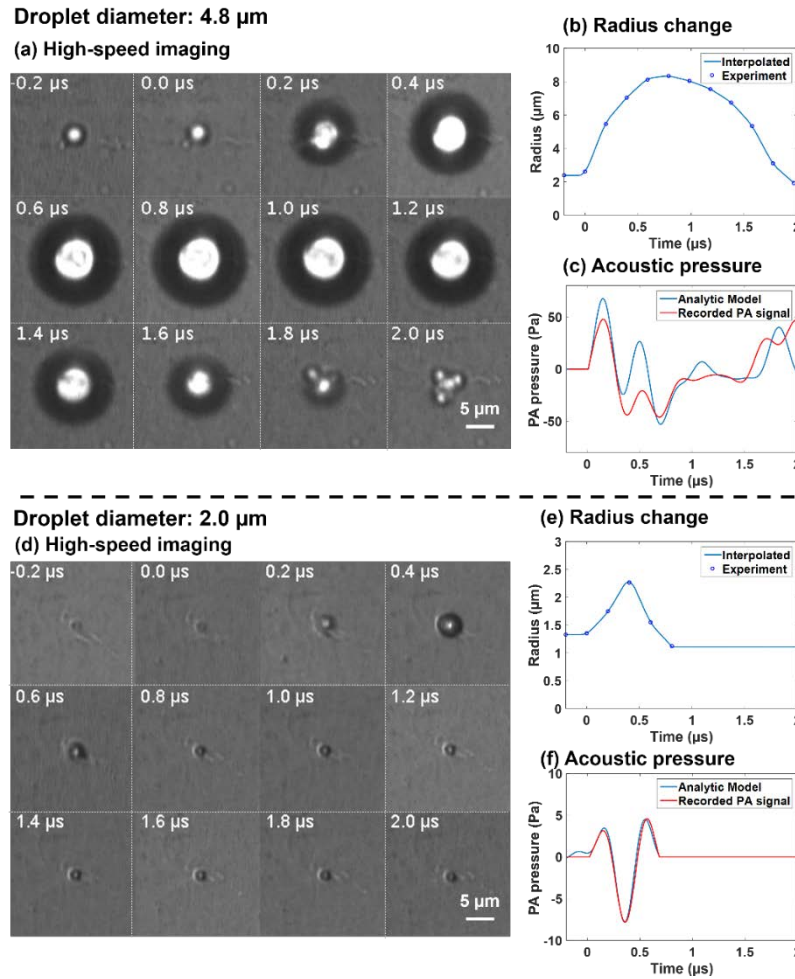 Droplet diameter: 4.8 µm
(a) High-speed imaging
-0.2 µs 0.0 µs 0.2 µs 0.4 µs
0.6 µs 0.8 µs 1.0 µs 1.2 µs
1.4 µs 1.6 µs 1.8 µs 2.0 µs
5 µm
(b) Radius change
Interpolated
Experiment
Radius (µm)
10
8
6
4
2
0
0 0.5 1 1.5 2
Time (µs)
(c) Acoustic pressure
Analytic Model
Recorded PA signal
PA pressure (Pa)
50
0
-50
0 0.5 1 1.5 2
Time (µs)
Droplet diameter: 2.0 µm
(d) High-speed imaging
-0.2 µs 0.0 µs 0.2 µs 0.4 µs
0.6 µs 0.8 µs 1.0 µs 1.2 µs
1.4 µs 1.6 µs 1.8 µs 2.0 µs
5 µm
(e) Radius change
Interpolated
Experiment
Radius (µm)
3
2.5
2
1.5
1
0.5
0
0 0.5 1 1.5 2
Time (µs)
(f) Acoustic pressure
Analytic Model
Recorded PA signal
PA pressure (Pa)
10
5
0
-5
-10
0 0.5 1 1.5 2
Time (µs)